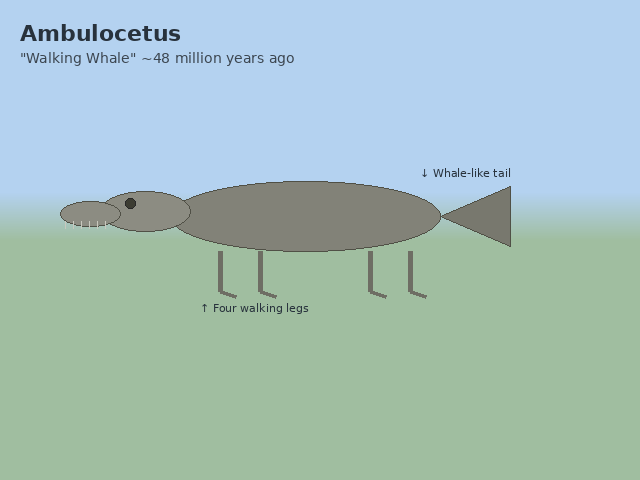 Ambulocetus
"Walking Whale" ~48 million years ago
↓ Whale-like tail
↑ Four walking legs